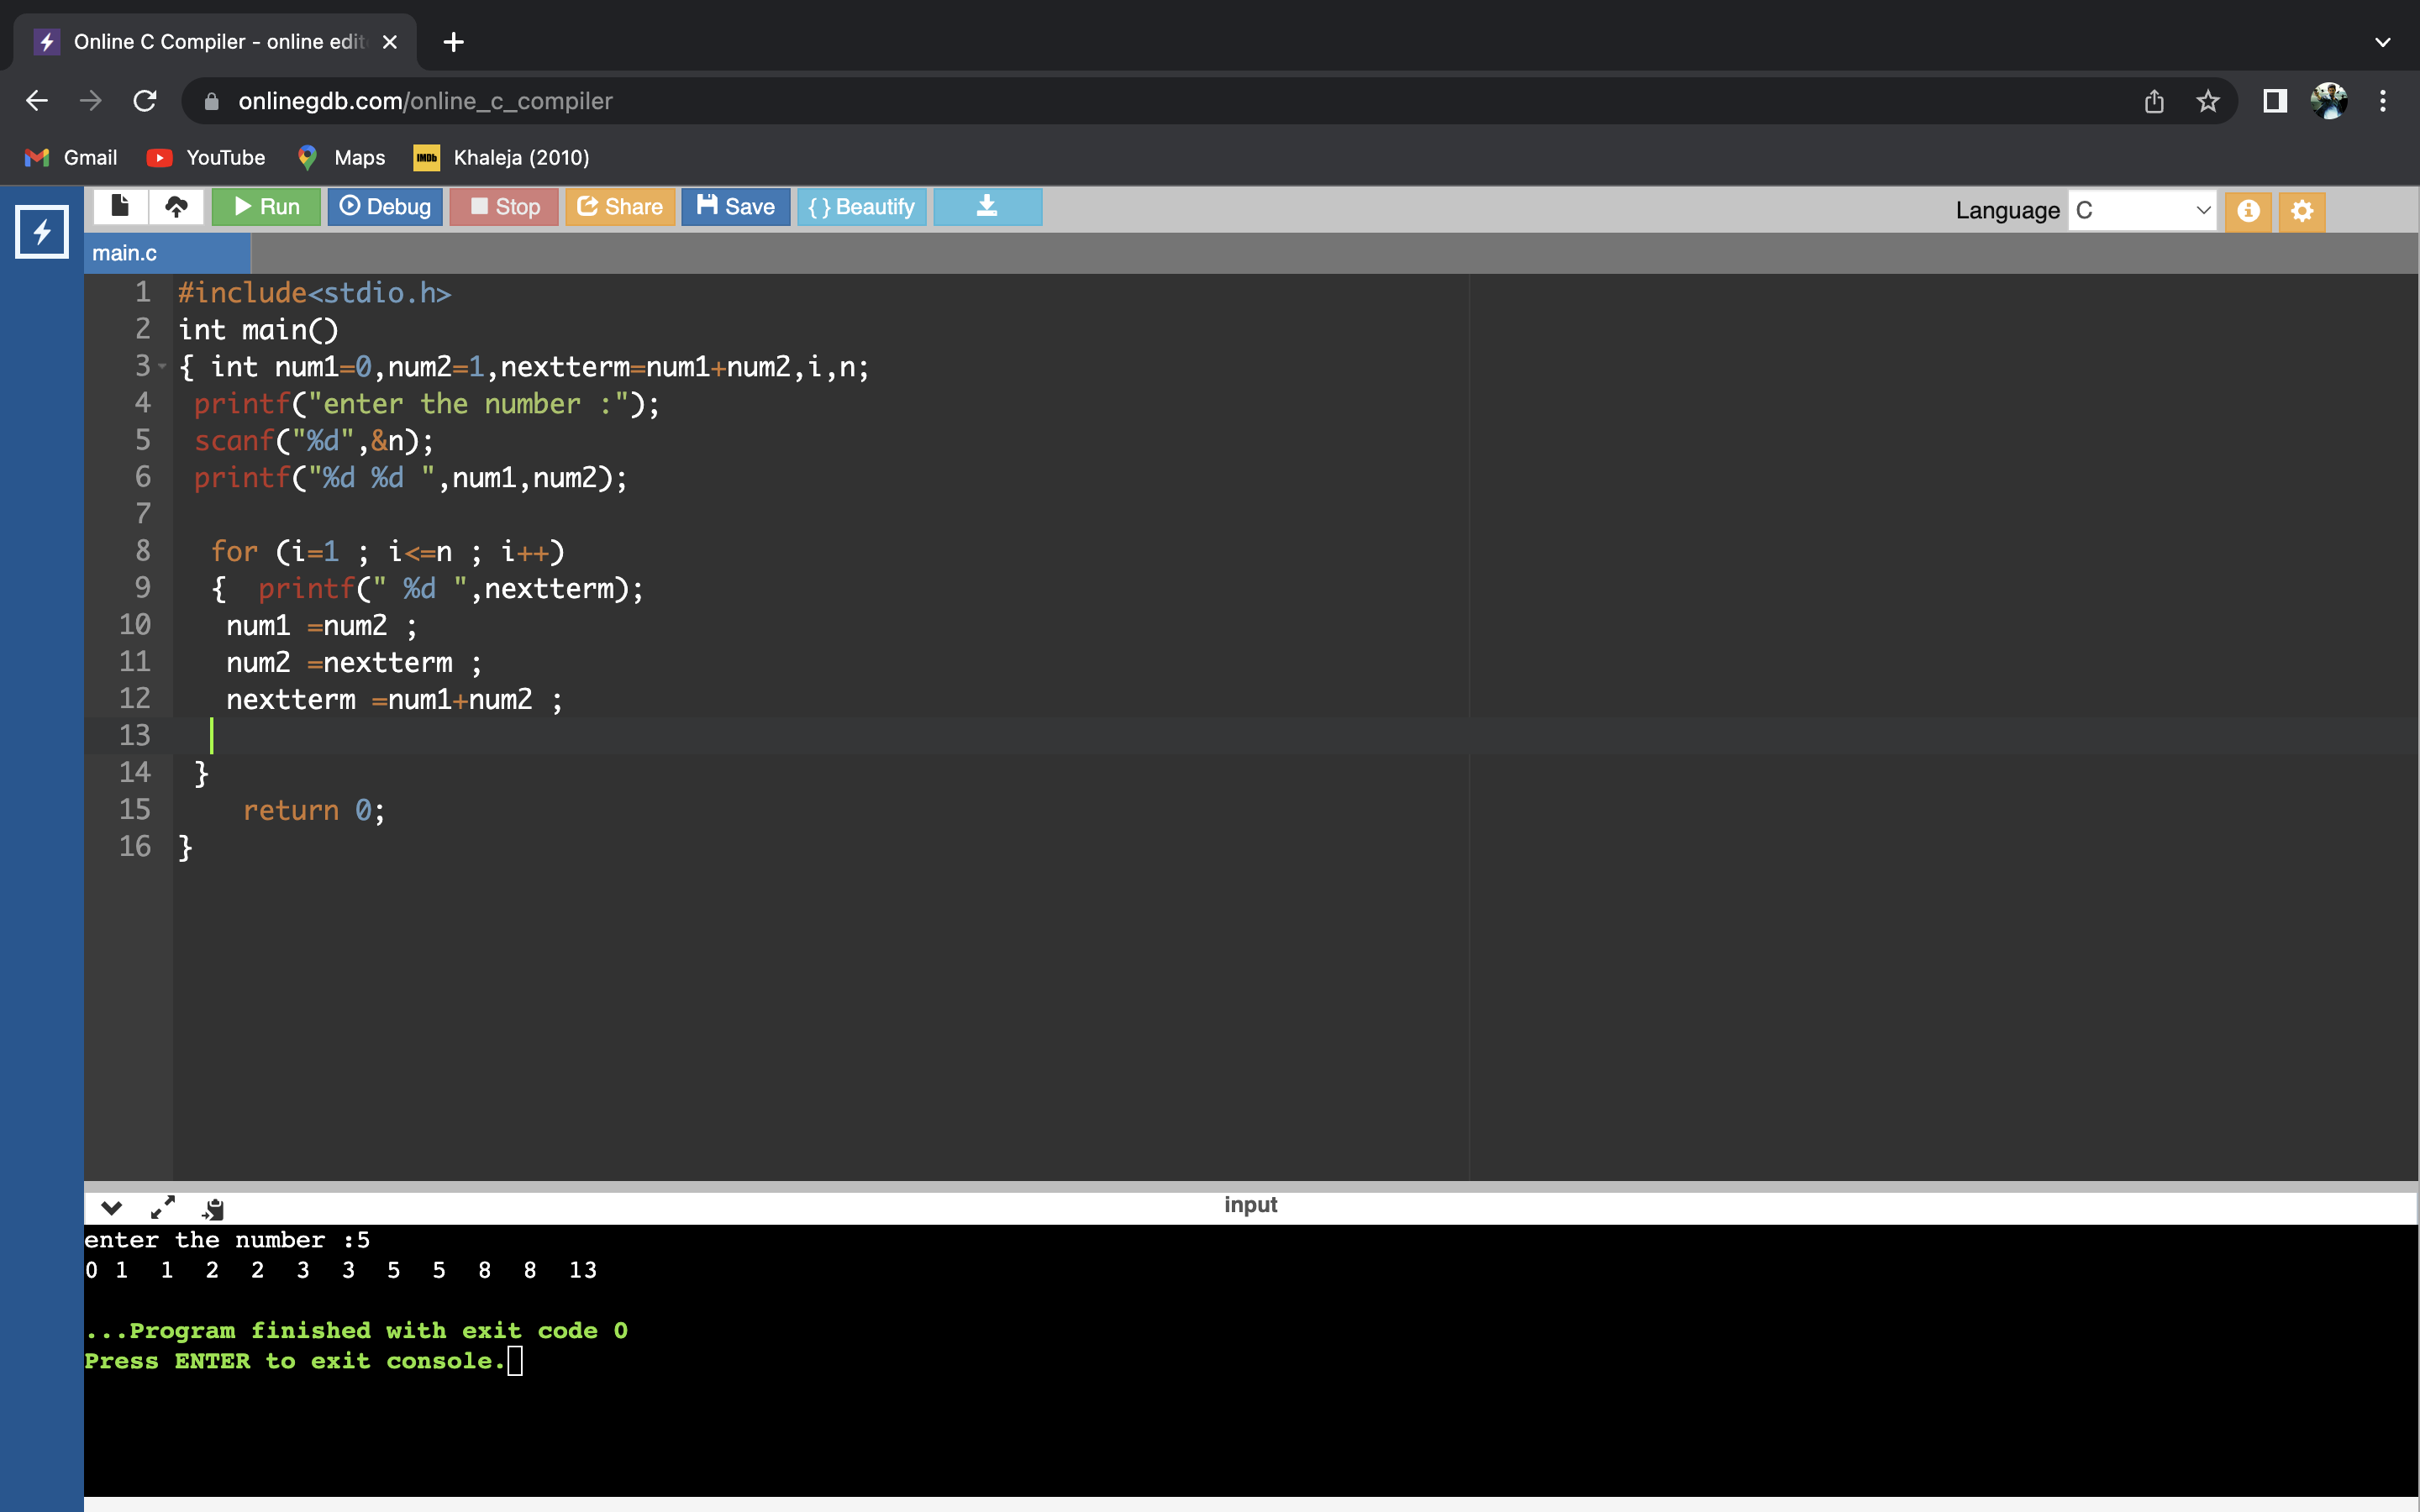 Online C Compiler - online edit
onlinegdb.com/online_c_compiler
Gmail YouTube Maps IMDb Khaleja (2010)
Run Debug Stop Share Save { } Beautify Language C
main.c
1 #include<stdio.h>
2 int main()
3 { int num1=0,num2=1,nextterm=num1+num2,i,n;
4 printf("enter the number :");
5 scanf("%d",&n);
6 printf("%d %d ",num1,num2);
7
8 for (i=1 ; i<=n ; i++)
9 {  printf(" %d ",nextterm);
10 num1 =num2 ;
11 num2 =nextterm ;
12 nextterm =num1+num2 ;
13
14 }
15 return 0;
16 }
input
enter the number :5
0 1  1  2  2  3  3  5  5  8  8  13
...Program finished with exit code 0
Press ENTER to exit console.